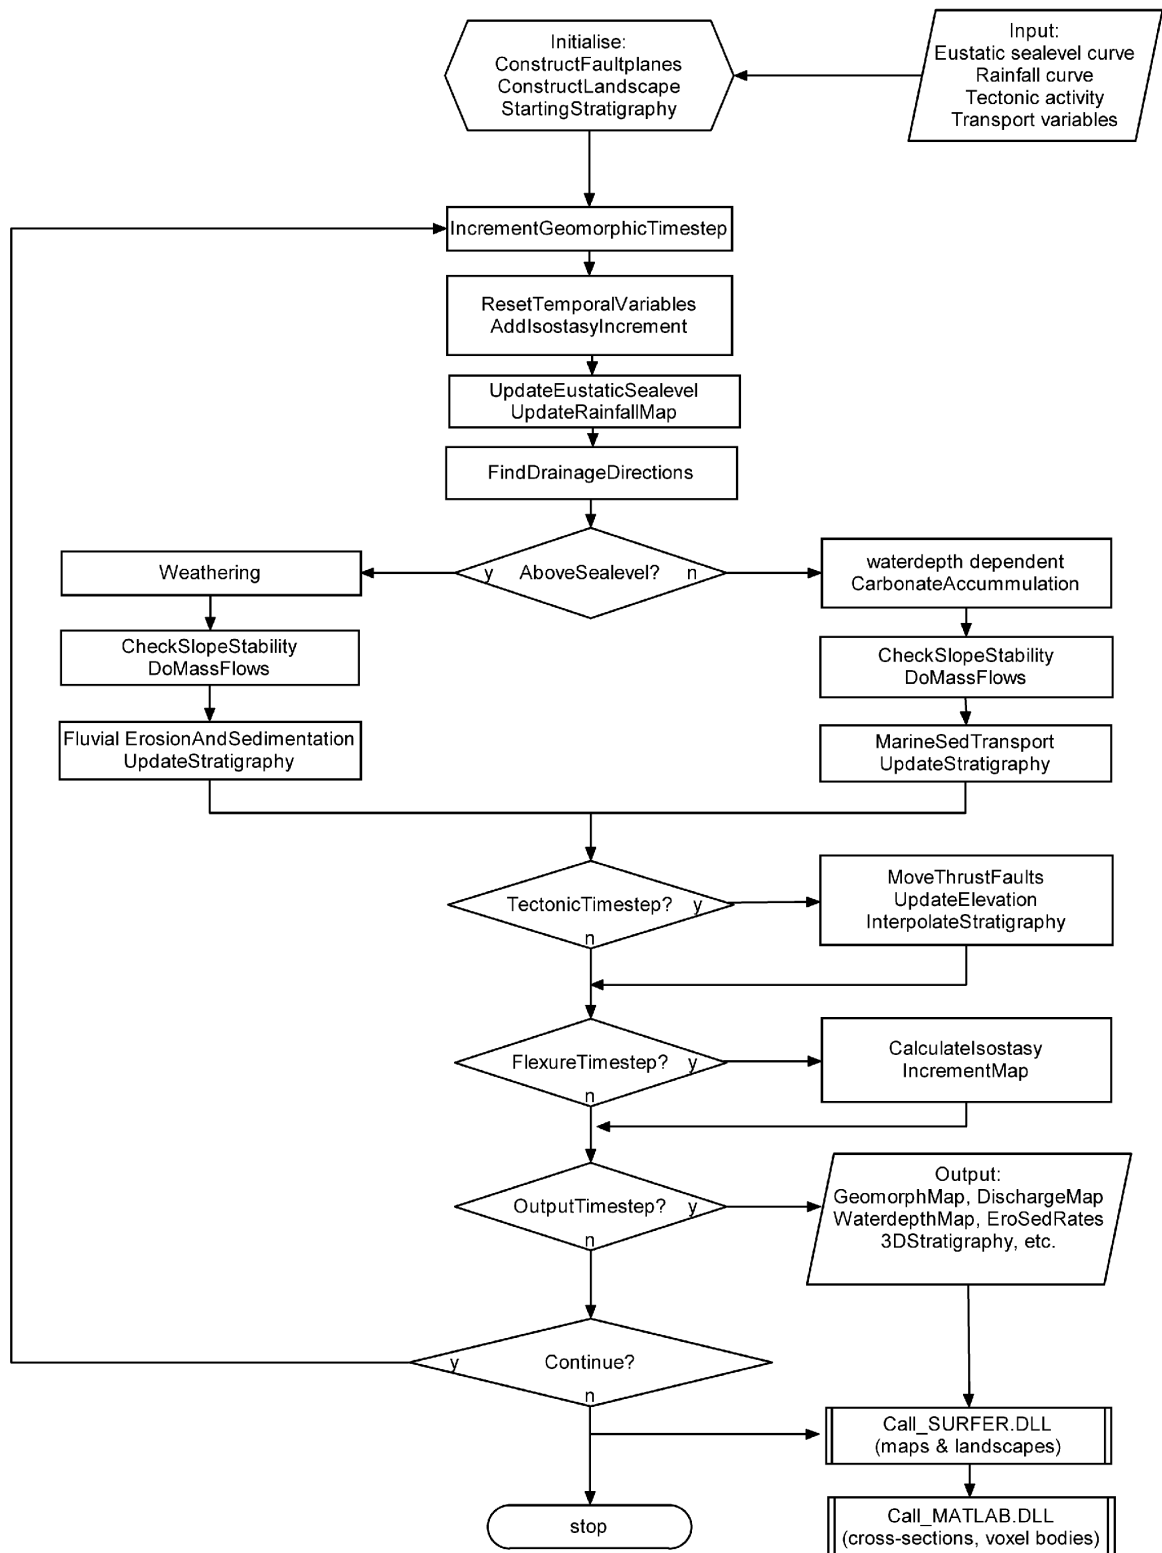 Initialise:
ConstructFaultplanes
ConstructLandscape
StartingStratigraphy
Input:
Eustatic sealevel curve
Rainfall curve
Tectonic activity
Transport variables
IncrementGeomorphicTimestep
ResetTemporalVariables
AddIsostasyIncrement
UpdateEustaticSealevel
UpdateRainfallMap
FindDrainageDirections
y AboveSealevel? n
Weathering
CheckSlopeStability
DoMassFlows
Fluvial ErosionAndSedimentation
UpdateStratigraphy
waterdepth dependent
CarbonateAccummulation
CheckSlopeStability
DoMassFlows
MarineSedTransport
UpdateStratigraphy
TectonicTimestep? y
n
MoveThrustFaults
UpdateElevation
InterpolateStratigraphy
FlexureTimestep? y
n
CalculateIsostasy
IncrementMap
OutputTimestep? y
n
Output:
GeomorphMap, DischargeMap
WaterdepthMap, EroSedRates
3DStratigraphy, etc.
y Continue?
n
Call_SURFER.DLL
(maps & landscapes)
Call_MATLAB.DLL
(cross-sections, voxel bodies)
stop